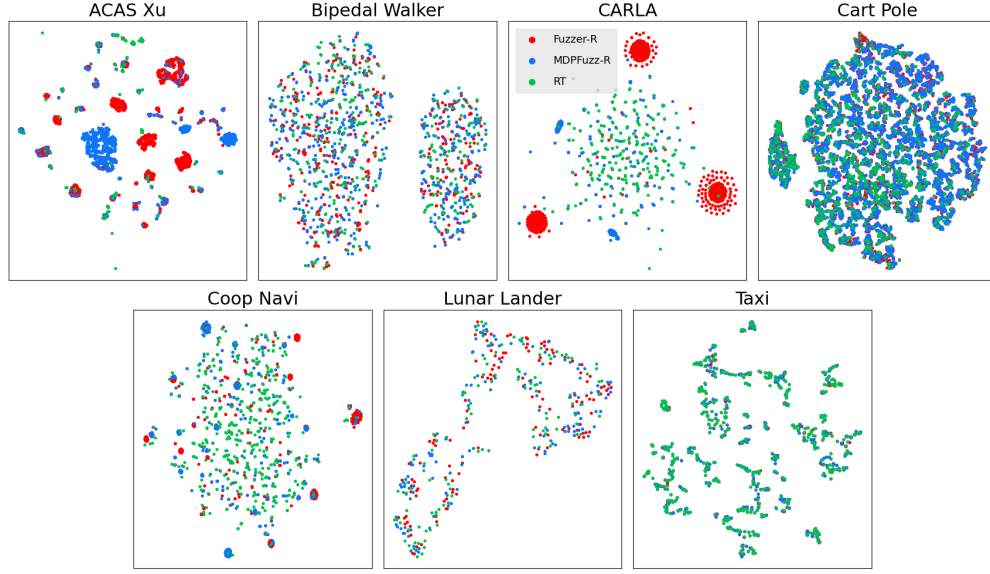 ACAS Xu
Bipedal Walker
CARLA
Cart Pole
Fuzzer-R
MDPFuzz-R
RT
Coop Navi
Lunar Lander
Taxi